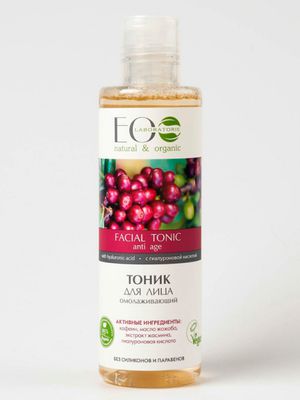 ECO
LABORATORIE
natural & organic
FACIAL TONIC
anti age
with hyaluronic acid • с гиалуроновой кислотой
ТОНИК
ДЛЯ ЛИЦА
омолаживающий
АКТИВНЫЕ ИНГРЕДИЕНТЫ:
кофеин, масло жожоба,
экстракт жасмина,
гиалуроновая кислота
Vegan
БЕЗ СИЛИКОНОВ И ПАРАБЕНОВ